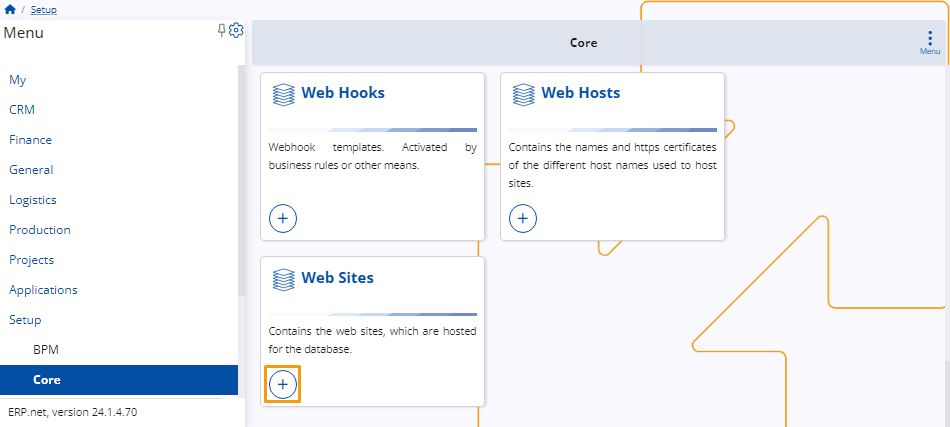 / Setup
Menu
My
CRM
Finance
General
Logistics
Production
Projects
Applications
Setup
BPM
Core
ERP.net, version 24.1.4.70
Core
Menu
Web Hooks
Webhook templates. Activated by
business rules or other means.
Web Hosts
Contains the names and https certificates
of the different host names used to host
sites.
Web Sites
Contains the web sites, which are hosted
for the database.